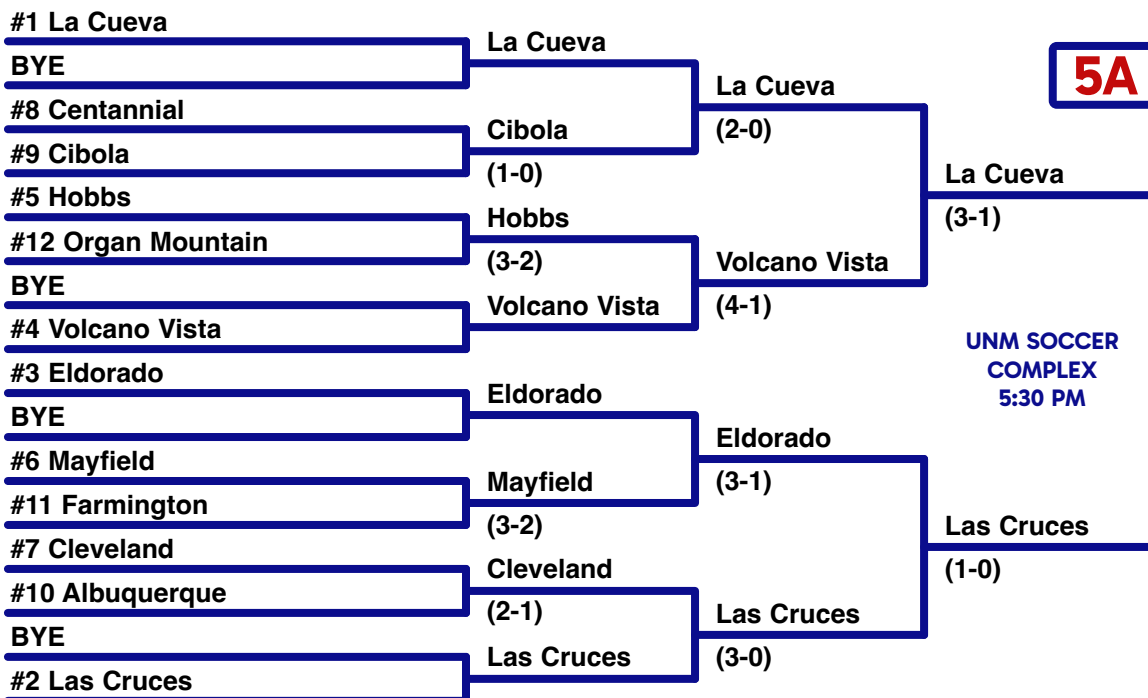 #1 La Cueva
BYE
#8 Centannial
#9 Cibola
#5 Hobbs
#12 Organ Mountain
BYE
#4 Volcano Vista
#3 Eldorado
BYE
#6 Mayfield
#11 Farmington
#7 Cleveland
#10 Albuquerque
BYE
#2 Las Cruces
La Cueva
Cibola
(1-0)
Hobbs
(3-2)
Volcano Vista
Eldorado
Mayfield
(3-2)
Cleveland
(2-1)
Las Cruces
La Cueva
(2-0)
Volcano Vista
(4-1)
Eldorado
(3-1)
Las Cruces
(3-0)
La Cueva
(3-1)
Las Cruces
(1-0)
5A
UNM SOCCER
COMPLEX
5:30 PM